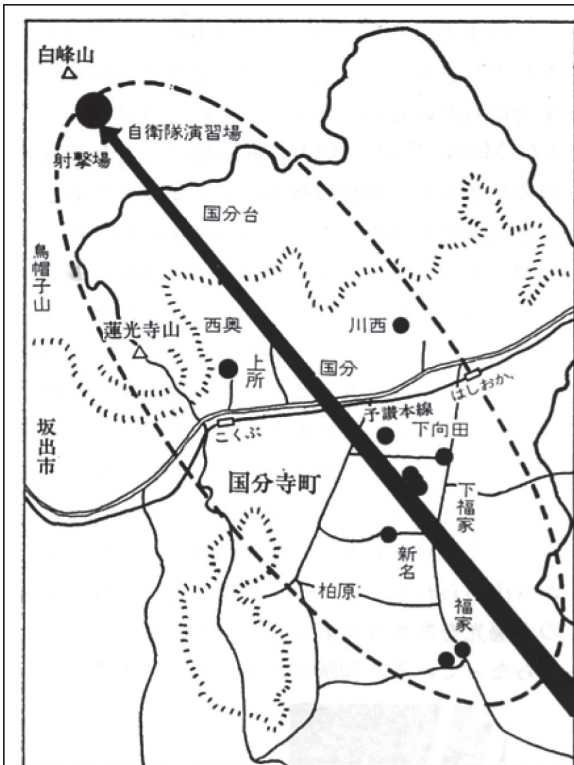 白峰山
自衛隊演習場
射撃場
国分台
烏帽子山
蓮光寺山
西奥
川西
上所
国分
はしおか
坂出市
こくぶ
予讃本線
下向田
国分寺町
下福家
新名
柏原
福家